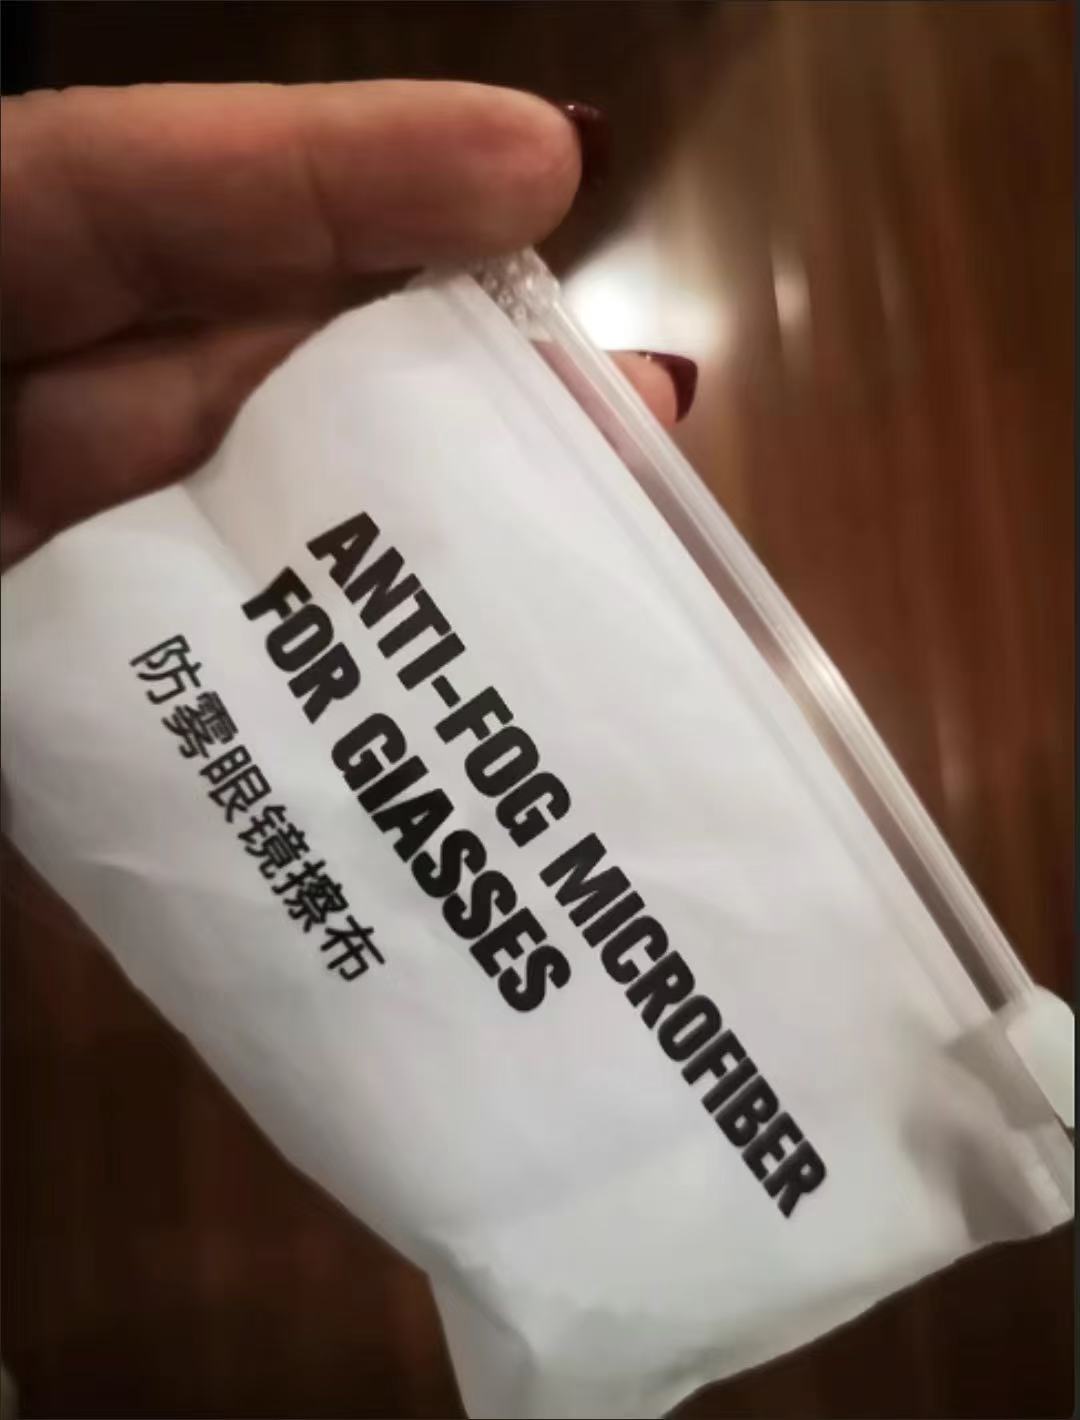 ANTI-FOG MICROFIBER
FOR GIASSES
防雾眼镜擦布